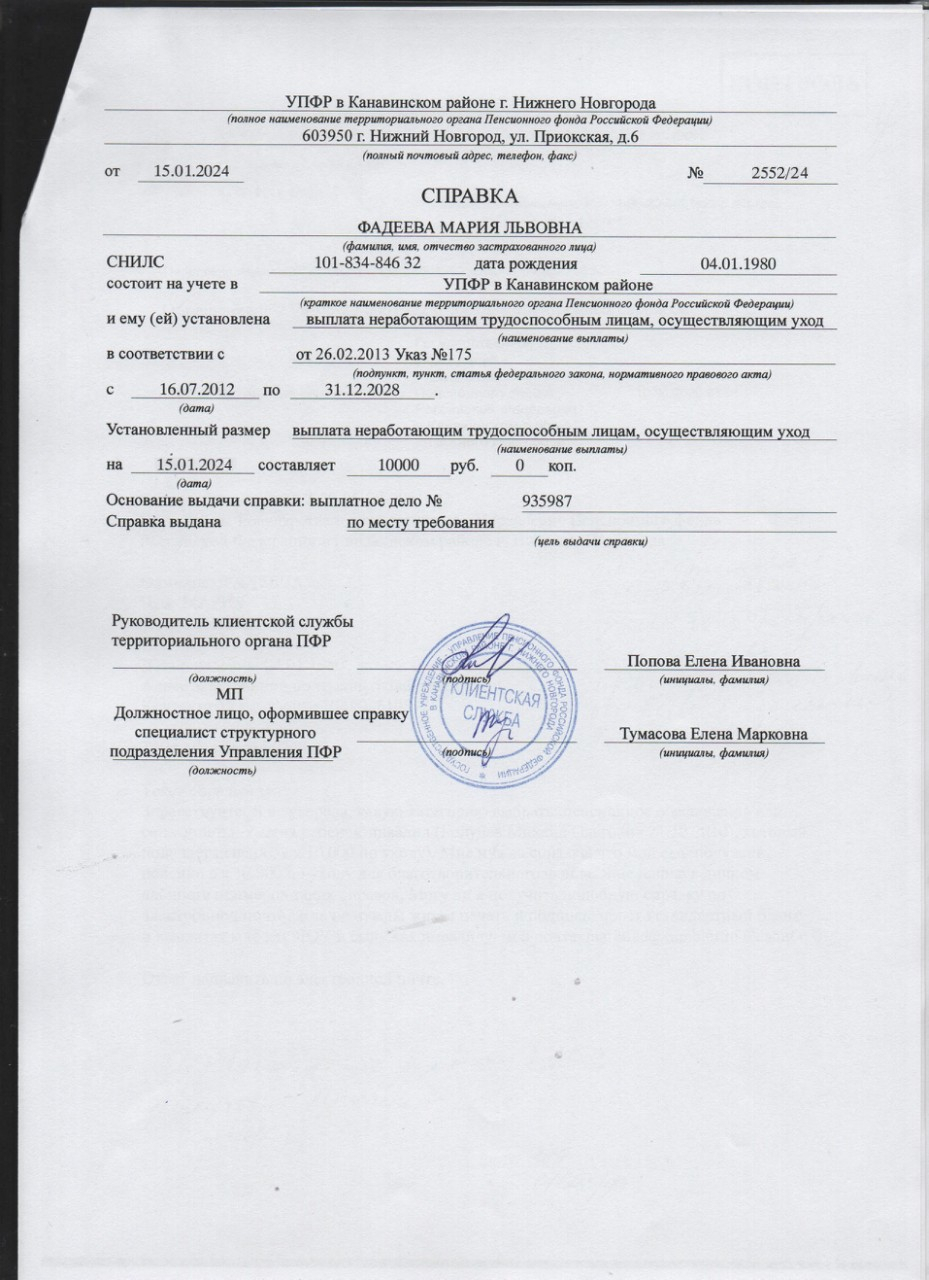 УПФР в Канавинском районе г. Нижнего Новгорода
(полное наименование территориального органа Пенсионного фонда Российской Федерации)
603950 г. Нижний Новгород, ул. Приокская, д.6
(полный почтовый адрес, телефон, факс)
от 15.01.2024 № 2552/24
СПРАВКА
ФАДЕЕВА МАРИЯ ЛЬВОВНА
(фамилия, имя, отчество застрахованного лица)
СНИЛС 101-834-846 32 дата рождения 04.01.1980
состоит на учете в УПФР в Канавинском районе
(краткое наименование территориального органа Пенсионного фонда Российской Федерации)
и ему (ей) установлена выплата неработающим трудоспособным лицам, осуществляющим уход
(наименование выплаты)
в соответствии с от 26.02.2013 Указ №175
(подпункт, пункт, статья федерального закона, нормативного правового акта)
с 16.07.2012 по 31.12.2028.
(дата)
Установленный размер выплата неработающим трудоспособным лицам, осуществляющим уход
(наименование выплаты)
на 15.01.2024 составляет 10000 руб. 0 коп.
(дата)
Основание выдачи справки: выплатное дело № 935987
Справка выдана по месту требования
(цель выдачи справки)
Руководитель клиентской службы
территориального органа ПФР
Попова Елена Ивановна
(должность) (подпись) (инициалы, фамилия)
МП
Должностное лицо, оформившее справку
специалист структурного Тумасова Елена Марковна
подразделения Управления ПФР (подпись) (инициалы, фамилия)
(должность)
ГОСУДАРСТВЕННОЕ УЧРЕЖДЕНИЕ - УПРАВЛЕНИЕ ПЕНСИОННОГО ФОНДА РОССИЙСКОЙ ФЕДЕРАЦИИ
В КАНАВИНСКОМ РАЙОНЕ Г. НИЖНЕГО НОВГОРОДА
КЛИЕНТСКАЯ
СЛУЖБА